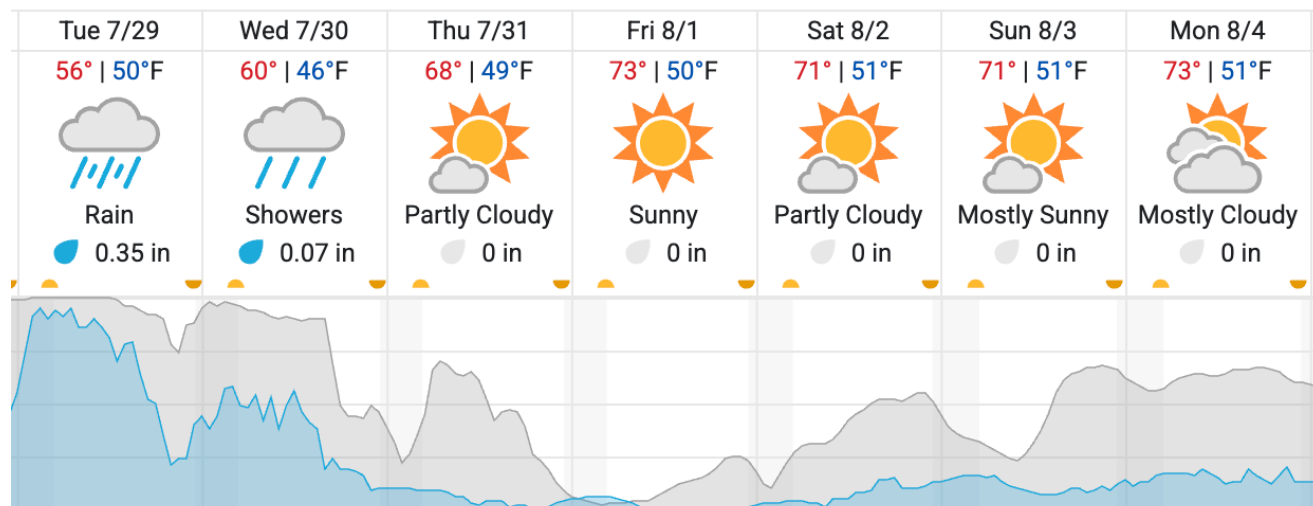 Tue 7/29 Wed 7/30 Thu 7/31 Fri 8/1 Sat 8/2 Sun 8/3 Mon 8/4
56° | 50°F 60° | 46°F 68° | 49°F 73° | 50°F 71° | 51°F 71° | 51°F 73° | 51°F
Rain Showers Partly Cloudy Sunny Partly Cloudy Mostly Sunny Mostly Cloudy
0.35 in 0.07 in 0 in 0 in 0 in 0 in 0 in